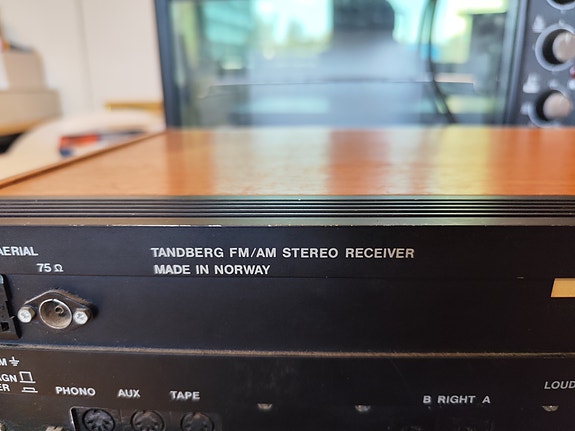 AERIAL
75 Ω
TANDBERG FM/AM STEREO RECEIVER
MADE IN NORWAY
PHONO AUX TAPE
B RIGHT A
LOUD